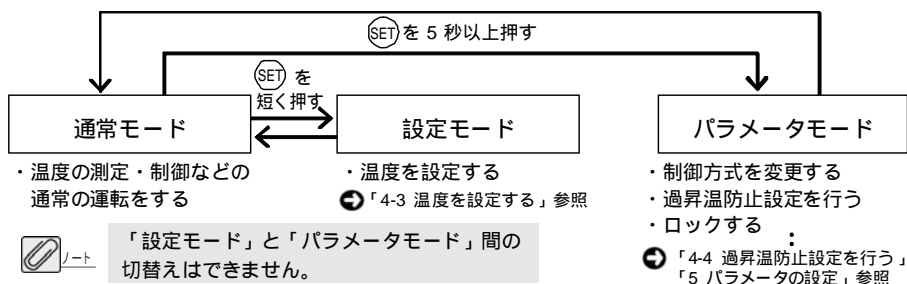 SETを 5 秒以上押す
SET を
短く押す
通常モード
設定モード
パラメータモード
・温度の測定・制御などの
通常の運転をする
・温度を設定する
「4-3 温度を設定する」参照
・制御方式を変更する
・過昇温防止設定を行う
・ロックする
:
「4-4 過昇温防止設定を行う」
「5 パラメータの設定」参照
ノート
「設定モード」と「パラメータモード」間の
切替えはできません。